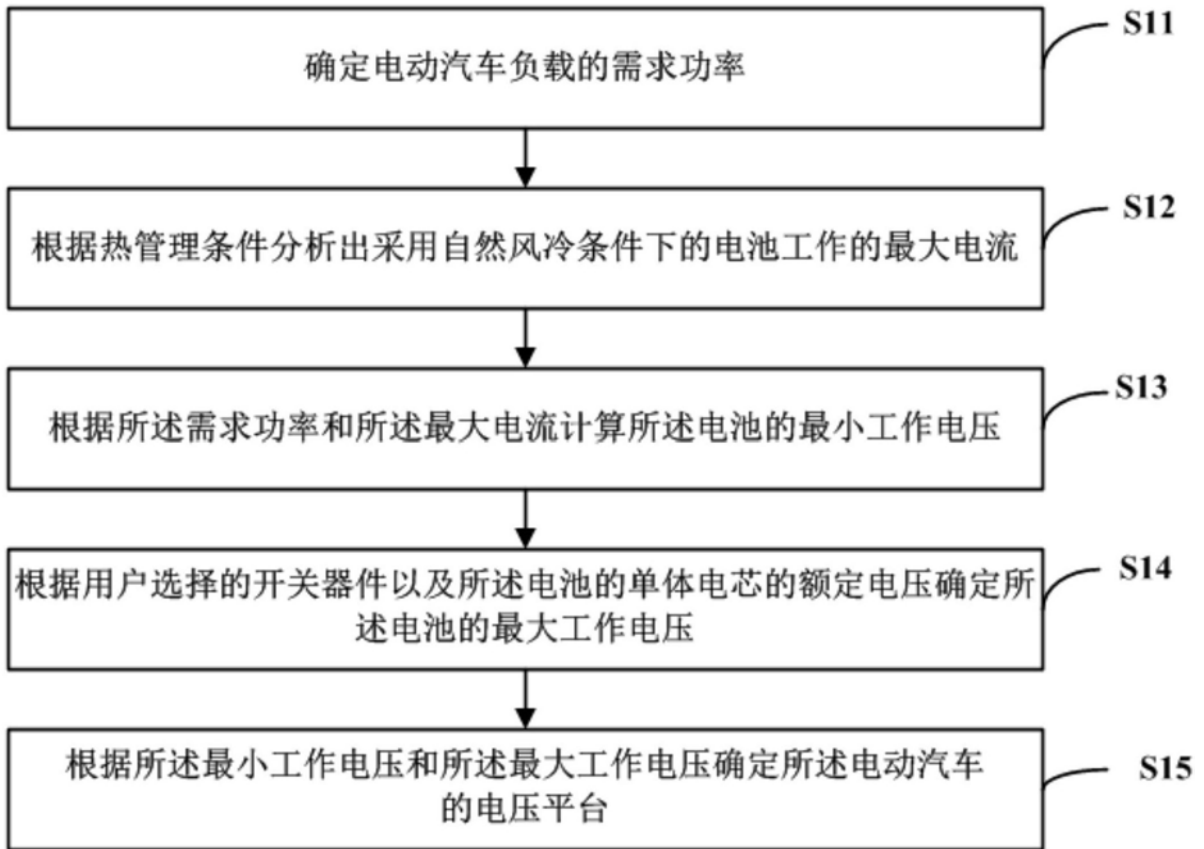 S11
确定电动汽车负载的需求功率
S12
根据热管理条件分析出采用自然风冷条件下的电池工作的最大电流
S13
根据所述需求功率和所述最大电流计算所述电池的最小工作电压
S14
根据用户选择的开关器件以及所述电池的单体电芯的额定电压确定所
述电池的最大工作电压
S15
根据所述最小工作电压和所述最大工作电压确定所述电动汽车
的电压平台